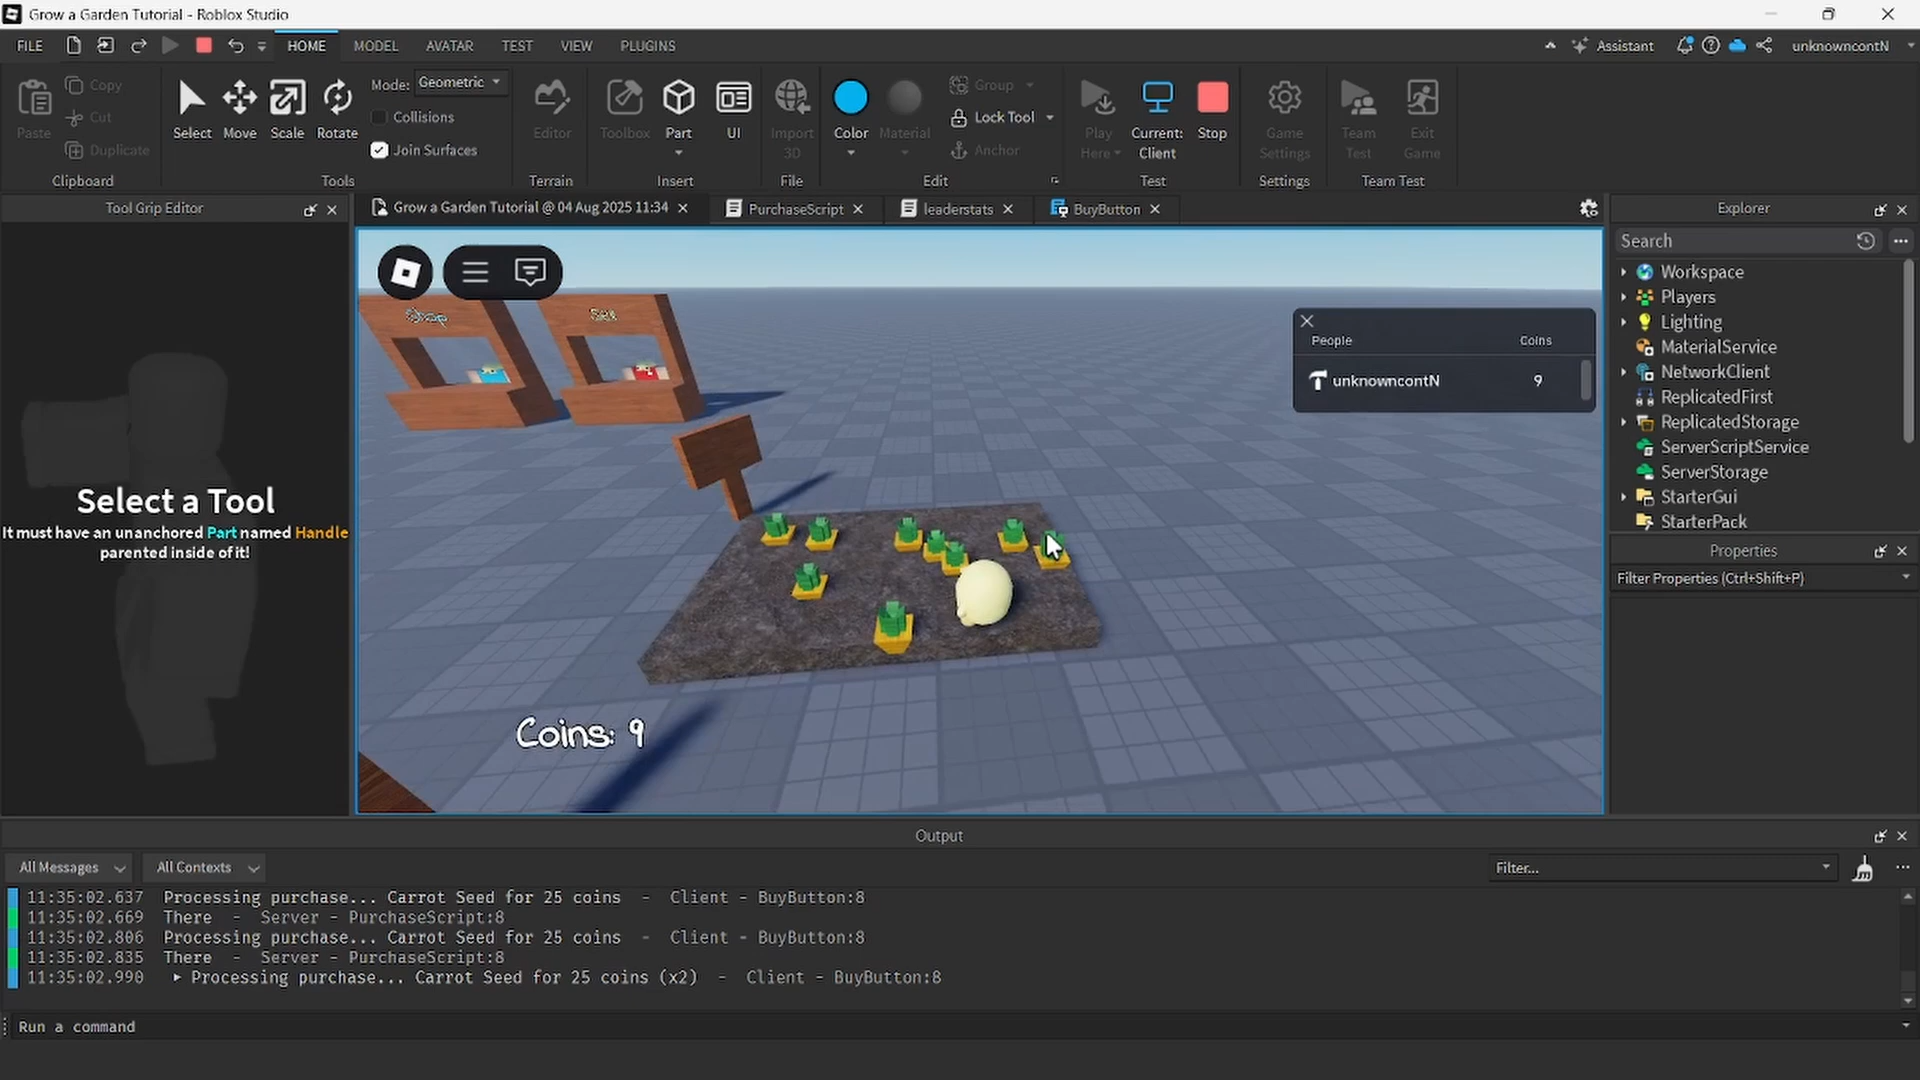 Grow a Garden Tutorial - Roblox Studio
FILE HOME MODEL AVATAR TEST VIEW PLUGINS Assistant unknowncontN
Paste Copy Cut Duplicate
Clipboard
Select Move Scale Rotate
Mode: Geometric
Collisions
Join Surfaces
Tools
Editor
Terrain
Toolbox Part UI
Insert
Import 3D
File
Color Material
Group
Lock Tool
Anchor
Edit
Play Here
Current: Client
Stop
Test
Game Settings
Settings
Team Test
Exit Game
Team Test
Tool Grip Editor
Select a Tool
It must have an unanchored Part named Handle
parented inside of it!
Grow a Garden Tutorial @ 04 Aug 2025 11:34 PurchaseScript leaderstats BuyButton
Shop
Sell
People Coins
unknowncontN 9
Coins: 9
Explorer
Search
Workspace
Players
Lighting
MaterialService
NetworkClient
ReplicatedFirst
ReplicatedStorage
ServerScriptService
ServerStorage
StarterGui
StarterPack
Properties
Filter Properties (Ctrl+Shift+P)
Output
All Messages All Contexts Filter...
11:35:02.637 Processing purchase... Carrot Seed for 25 coins - Client - BuyButton:8
11:35:02.669 There - Server - PurchaseScript:8
11:35:02.806 Processing purchase... Carrot Seed for 25 coins - Client - BuyButton:8
11:35:02.835 There - Server - PurchaseScript:8
11:35:02.990 ▸ Processing purchase... Carrot Seed for 25 coins (x2) - Client - BuyButton:8
Run a command